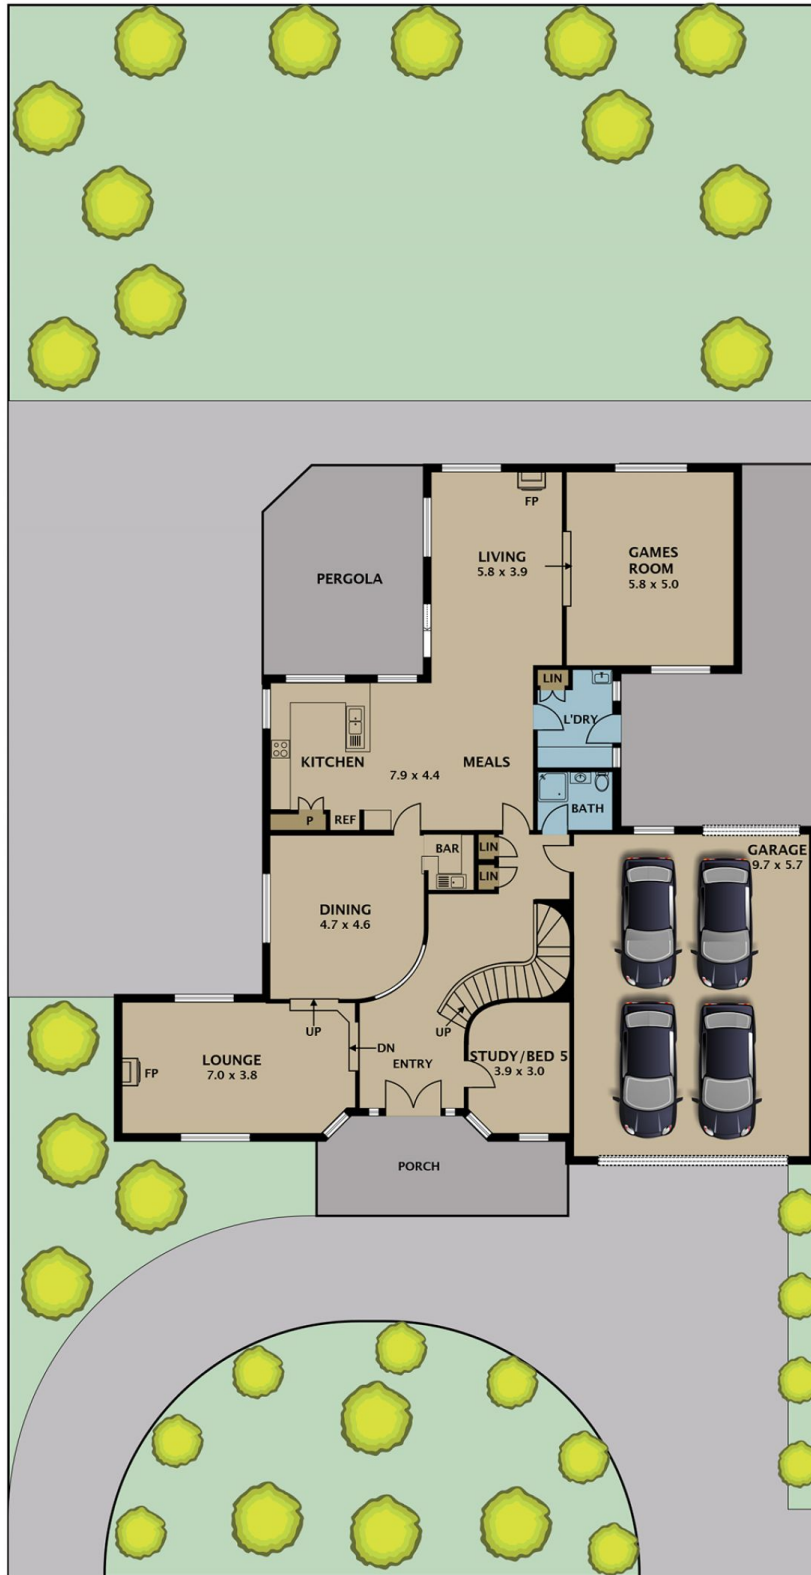 FP
LIVING
5.8 x 3.9
GAMES
ROOM
5.8 x 5.0
PERGOLA
LIN
L'DRY
KITCHEN
MEALS
7.9 x 4.4
P
REF
BATH
BAR
LIN
LIN
GARAGE
9.7 x 5.7
DINING
4.7 x 4.6
UP
UP
DN
LOUNGE
7.0 x 3.8
FP
ENTRY
STUDY/BED 5
3.9 x 3.0
PORCH